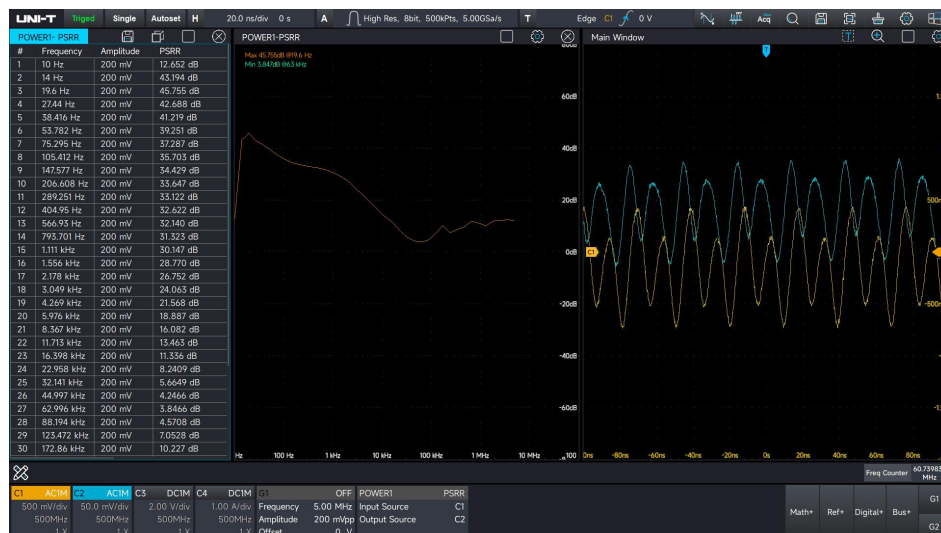 UNI-T Triged Single Autoset H 20.0 ns/div 0 s A High Res, 8bit, 500kPts, 5.00GSa/s T Edge C1 0 V Acq
POWER1- PSRR
# Frequency Amplitude PSRR
1 10 Hz 200 mV 12.652 dB
2 14 Hz 200 mV 43.194 dB
3 19.6 Hz 200 mV 45.755 dB
4 27.44 Hz 200 mV 42.688 dB
5 38.416 Hz 200 mV 41.219 dB
6 53.782 Hz 200 mV 39.251 dB
7 75.295 Hz 200 mV 37.287 dB
8 105.412 Hz 200 mV 35.703 dB
9 147.577 Hz 200 mV 34.429 dB
10 206.608 Hz 200 mV 33.647 dB
11 289.251 Hz 200 mV 33.122 dB
12 404.95 Hz 200 mV 32.622 dB
13 566.93 Hz 200 mV 32.140 dB
14 793.701 Hz 200 mV 31.323 dB
15 1.111 kHz 200 mV 30.147 dB
16 1.556 kHz 200 mV 28.770 dB
17 2.178 kHz 200 mV 26.752 dB
18 3.049 kHz 200 mV 24.063 dB
19 4.269 kHz 200 mV 21.568 dB
20 5.976 kHz 200 mV 18.887 dB
21 8.367 kHz 200 mV 16.082 dB
22 11.713 kHz 200 mV 13.463 dB
23 16.398 kHz 200 mV 11.336 dB
24 22.958 kHz 200 mV 8.2409 dB
25 32.141 kHz 200 mV 5.6649 dB
26 44.997 kHz 200 mV 4.2466 dB
27 62.996 kHz 200 mV 3.8466 dB
28 88.194 kHz 200 mV 4.5708 dB
29 123.472 kHz 200 mV 7.0528 dB
30 172.86 kHz 200 mV 10.227 dB
POWER1-PSRR
Max 45.755dB @19.6 Hz
Min 3.847dB @63 kHz
60dB
40dB
20dB
0dB
-20dB
-40dB
-60dB
Hz 100 Hz 1 kHz 10 kHz 100 kHz 1 MHz 10 MHz
Main Window
T
C1
-80ns -60ns -40ns -20ns 0s 20ns 40ns 60ns 80ns
Freq Counter 60.73983 MHz
C1 AC1M C2 AC1M C3 DC1M C4 DC1M G1 OFF POWER1 PSRR
500 mV/div 50.0 mV/div 2.00 V/div 1.00 A/div Frequency 5.00 MHz Input Source C1
500MHz 500MHz 500MHz 500MHz Amplitude 200 mVpp Output Source C2
1 X 1 X 1 X 1 X Offset 0 V
Math+ Ref+ Digital+ Bus+
G1
G2